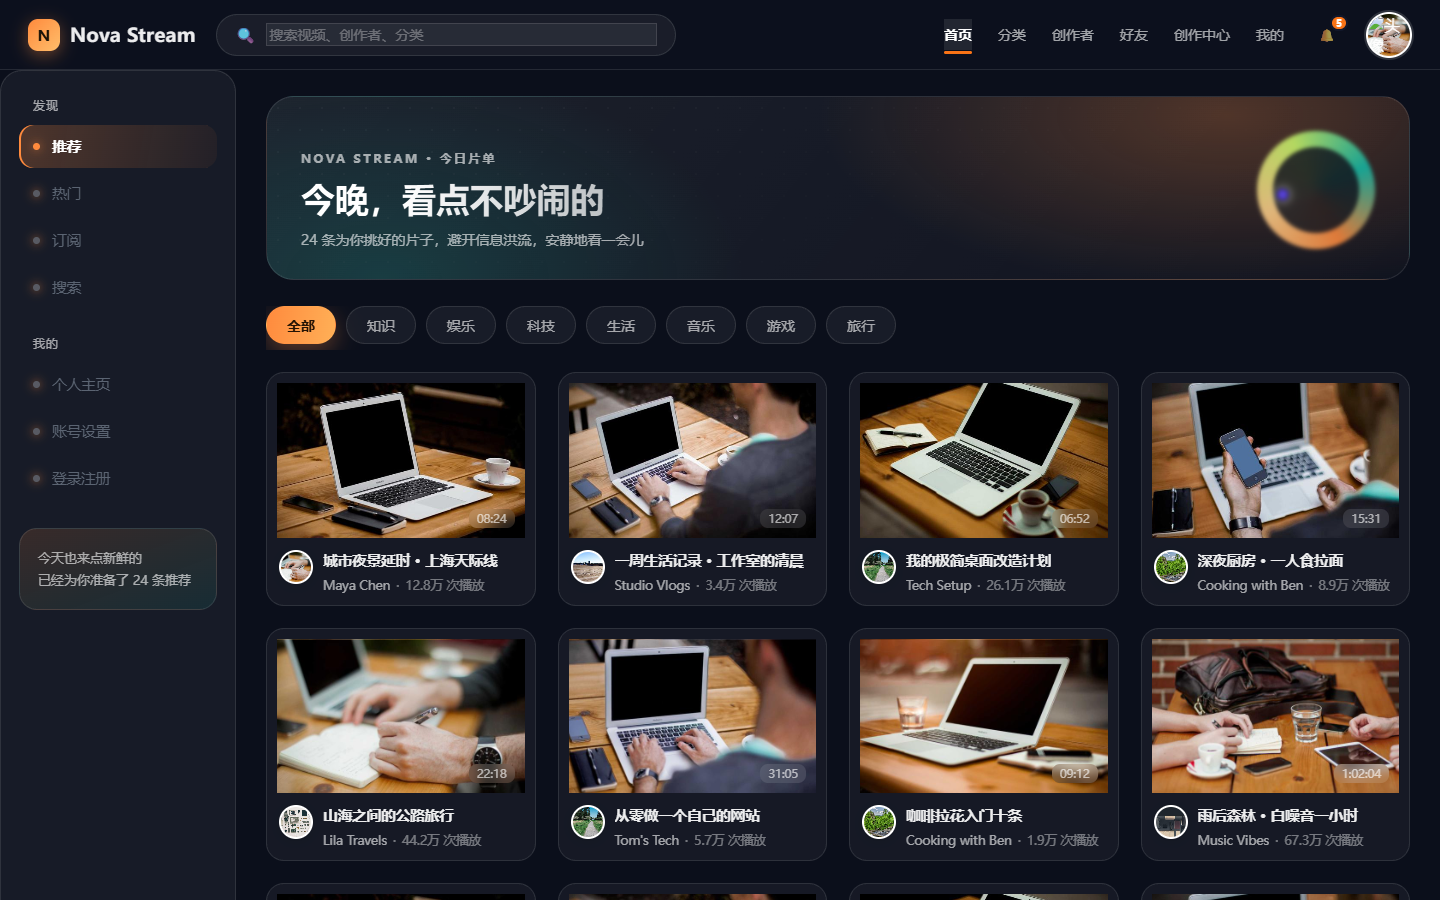 N Nova Stream
搜索视频、创作者、分类
首页 分类 创作者 好友 创作中心 我的 5 头
发现
推荐
热门
订阅
搜索
我的
个人主页
账号设置
登录注册
今天也来点新鲜的
已经为你准备了 24 条推荐
NOVA STREAM • 今日片单
今晚，看点不吵闹的
24 条为你挑好的片子，避开信息洪流，安静地看一会儿
全部 知识 娱乐 科技 生活 音乐 游戏 旅行
08:24
城市夜景延时 • 上海天际线
Maya Chen · 12.8万 次播放
12:07
一周生活记录 • 工作室的清晨
Studio Vlogs · 3.4万 次播放
06:52
我的极简桌面改造计划
Tech Setup · 26.1万 次播放
15:31
深夜厨房 • 一人食拉面
Cooking with Ben · 8.9万 次播放
22:18
山海之间的公路旅行
Lila Travels · 44.2万 次播放
31:05
从零做一个自己的网站
Tom's Tech · 5.7万 次播放
09:12
咖啡拉花入门十条
Cooking with Ben · 1.9万 次播放
1:02:04
雨后森林 • 白噪音一小时
Music Vibes · 67.3万 次播放